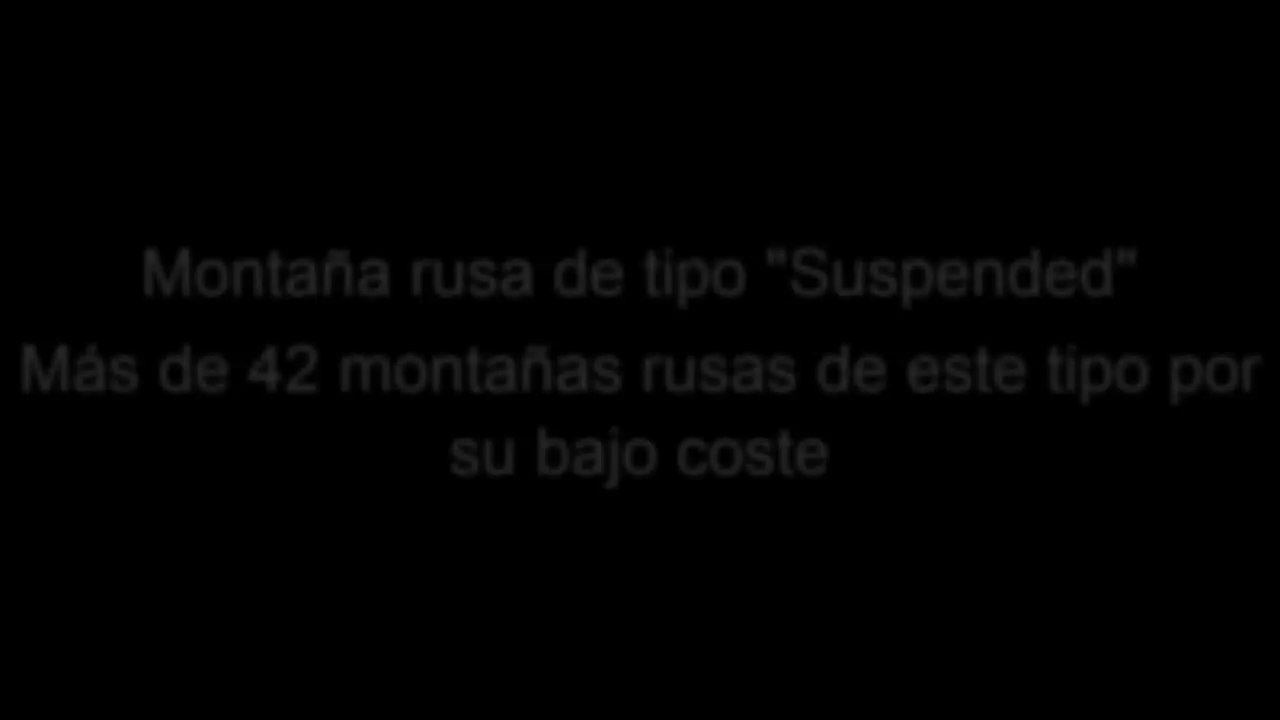 Montaña rusa de tipo "Suspended"
Más de 42 montañas rusas de este tipo por
su bajo coste